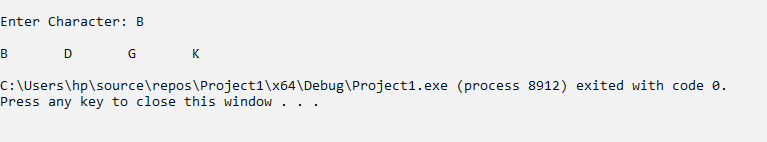 Enter Character: B
B D G K
C:\Users\hp\source\repos\Project1\x64\Debug\Project1.exe (process 8912) exited with code 0.
Press any key to close this window . . .